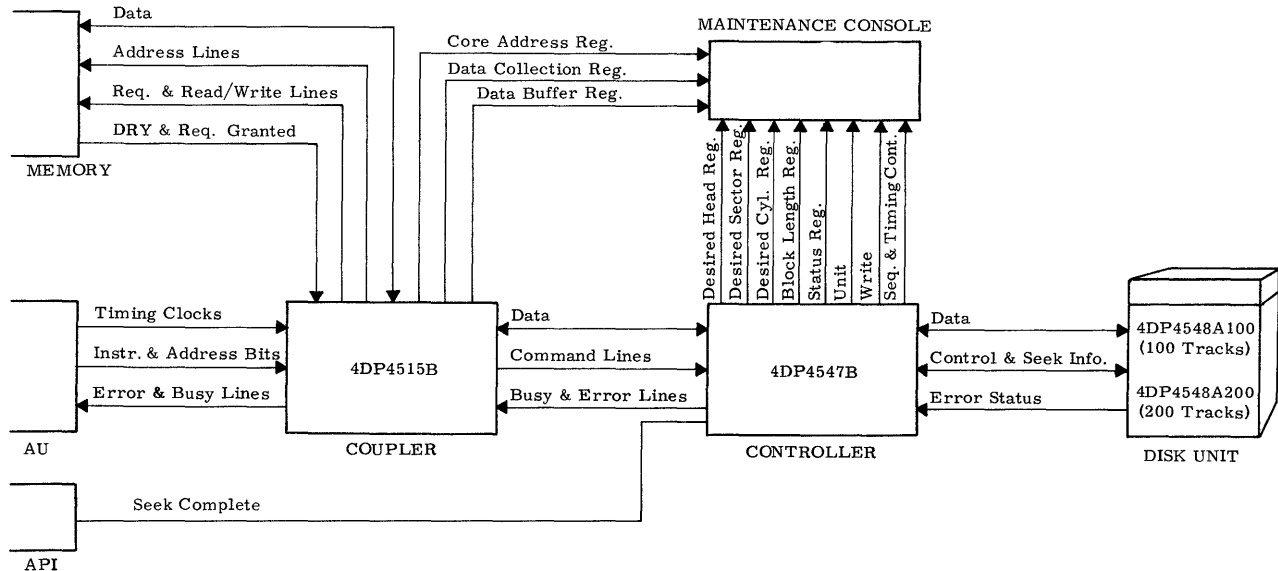 Data
Address Lines
Req. & Read/Write Lines
DRY & Req. Granted
MEMORY
Core Address Reg.
Data Collection Reg.
Data Buffer Reg.
MAINTENANCE CONSOLE
Desired Head Reg.
Desired Sector Reg.
Desired Cyl. Reg.
Block Length Reg.
Status Reg.
Unit
Write
Seq. & Timing Cont.
Timing Clocks
Instr. & Address Bits
Error & Busy Lines
AU
4DP4515B
COUPLER
Data
Command Lines
Busy & Error Lines
4DP4547B
CONTROLLER
Data
Control & Seek Info.
Error Status
4DP4548A100
(100 Tracks)
4DP4548A200
(200 Tracks)
DISK UNIT
Seek Complete
API